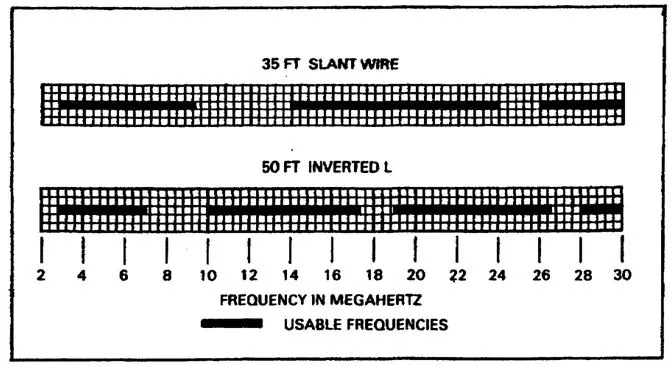 35 FT SLANT WIRE
50 FT INVERTED L
2 4 6 8 10 12 14 16 18 20 22 24 26 28 30
FREQUENCY IN MEGAHERTZ
USABLE FREQUENCIES